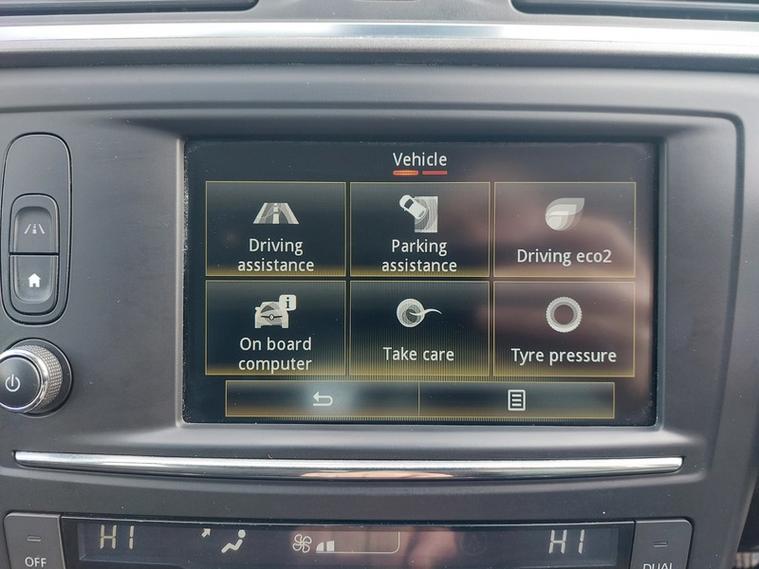 Vehicle
Driving
assistance
Parking
assistance
Driving eco2
On board
computer
Take care
Tyre pressure
HI
HI
OFF
DUAL